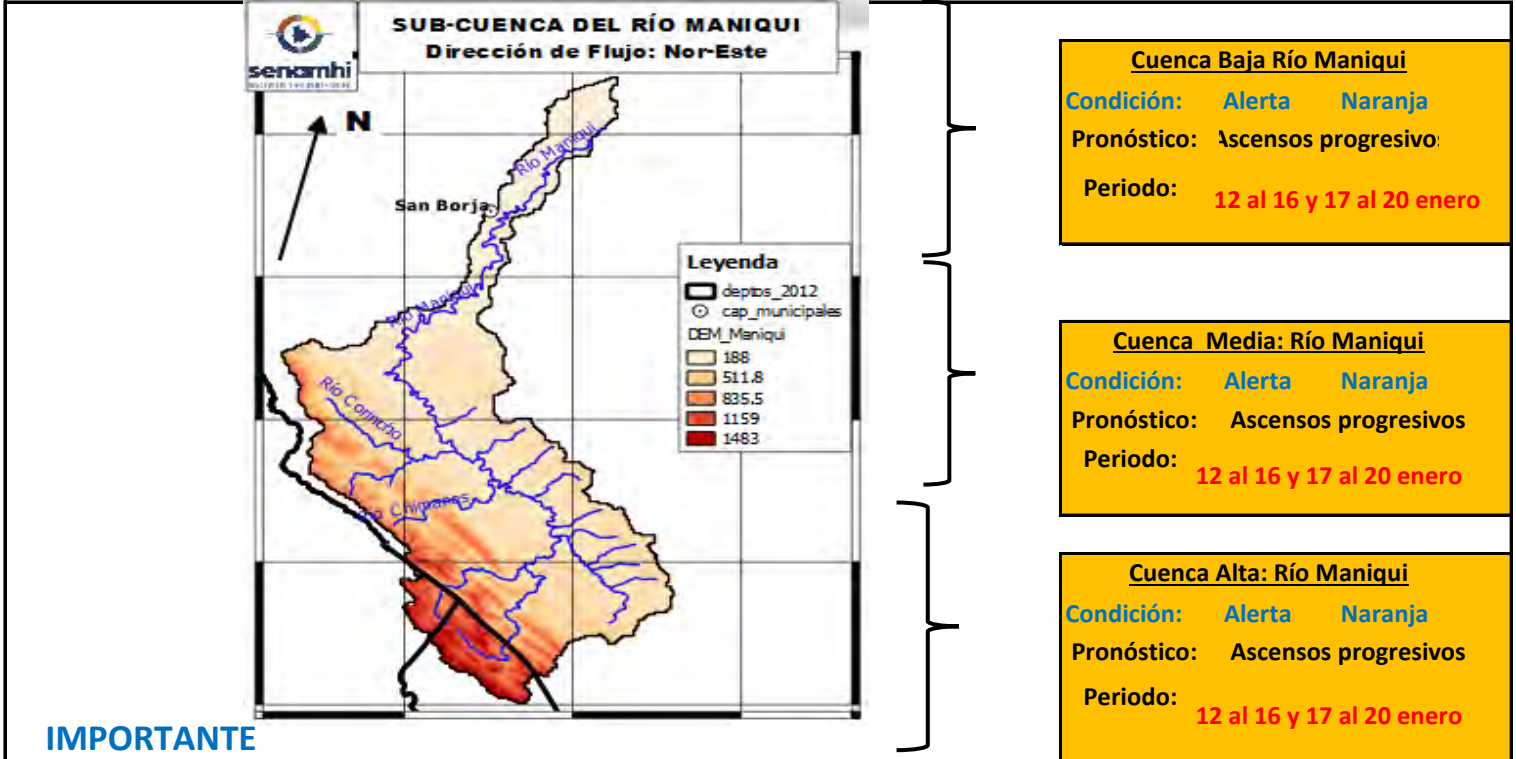 SUB-CUENCA DEL RÍO MANIQUI
Dirección de Flujo: Nor-Este
senamhi
N
Río Maniqui
San Borja
Río Maniqui
Río Chimanes
Leyenda
deptos_2012
cap_municipales
DEM_Maniqui
188
511.8
835.5
1159
1483
Cuenca Baja Río Maniqui
Condición: Alerta Naranja
Pronóstico: Ascensos progresivos
Periodo: 12 al 16 y 17 al 20 enero
Cuenca Media: Río Maniqui
Condición: Alerta Naranja
Pronóstico: Ascensos progresivos
Periodo: 12 al 16 y 17 al 20 enero
Cuenca Alta: Río Maniqui
Condición: Alerta Naranja
Pronóstico: Ascensos progresivos
Periodo: 12 al 16 y 17 al 20 enero
IMPORTANTE